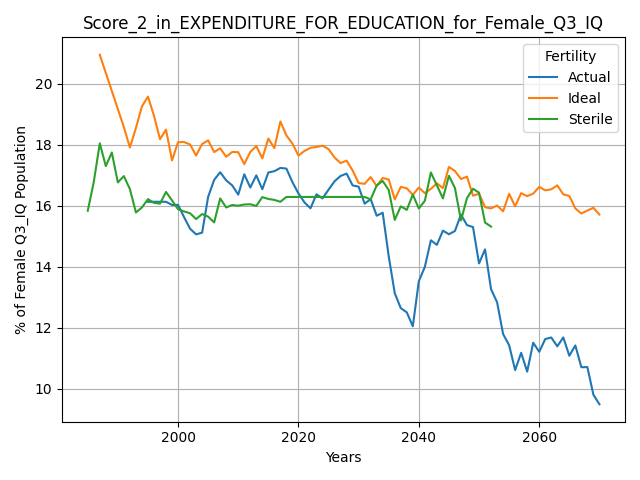 Score_2_in_EXPENDITURE_FOR_EDUCATION_for_Female_Q3_IQ
Fertility
Actual
Ideal
Sterile
% of Female Q3_IQ Population
20
18
16
14
12
10
2000
2020
2040
2060
Years